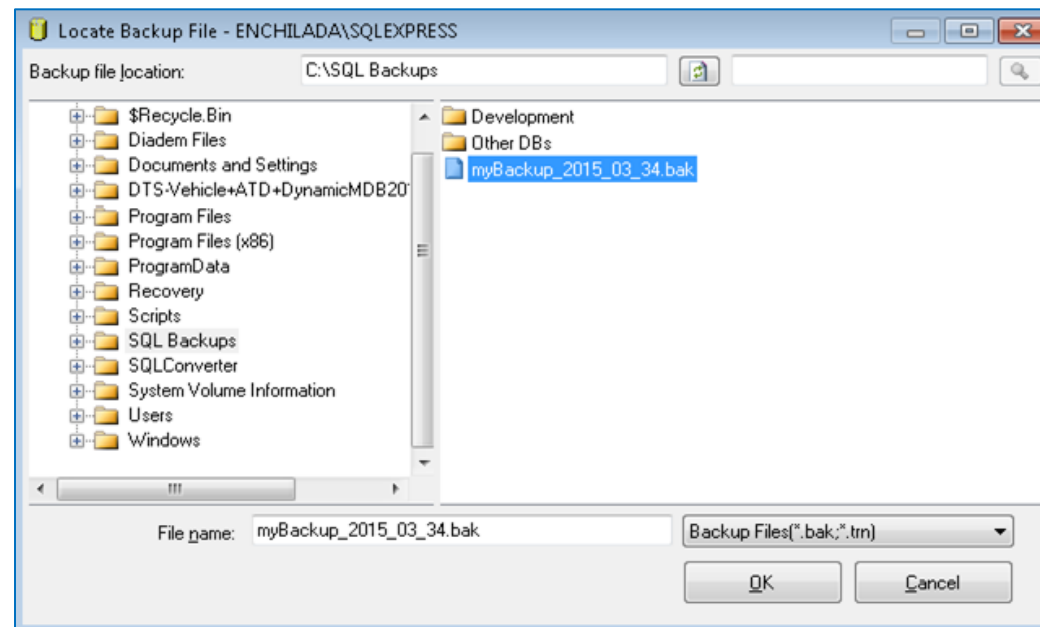 Locate Backup File - ENCHILADA\SQLEXPRESS
Backup file location: C:\SQL Backups
$Recycle.Bin
Diadem Files
Documents and Settings
DTS-Vehicle+ATD+DynamicMDB20
Program Files
Program Files (x86)
ProgramData
Recovery
Scripts
SQL Backups
SQLConverter
System Volume Information
Users
Windows
Development
Other DBs
myBackup_2015_03_34.bak
File name: myBackup_2015_03_34.bak
Backup Files(*.bak;*.trn)
OK
Cancel